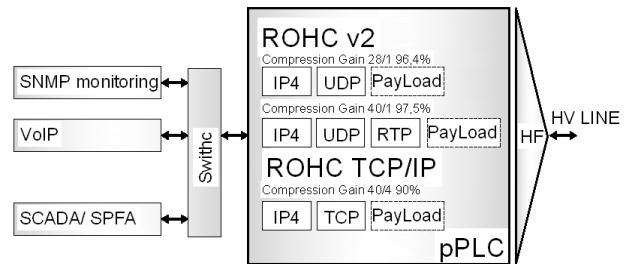 ROHC v2
Compression Gain 28/1 96,4%
IP4 UDP PayLoad
Compression Gain 40/1 97,5%
IP4 UDP RTP PayLoad
ROHC TCP/IP
Compression Gain 40/4 90%
IP4 TCP PayLoad
pPLC
SNMP monitoring
VoIP
SCADA/ SPFA
Swithc
HF
HV LINE